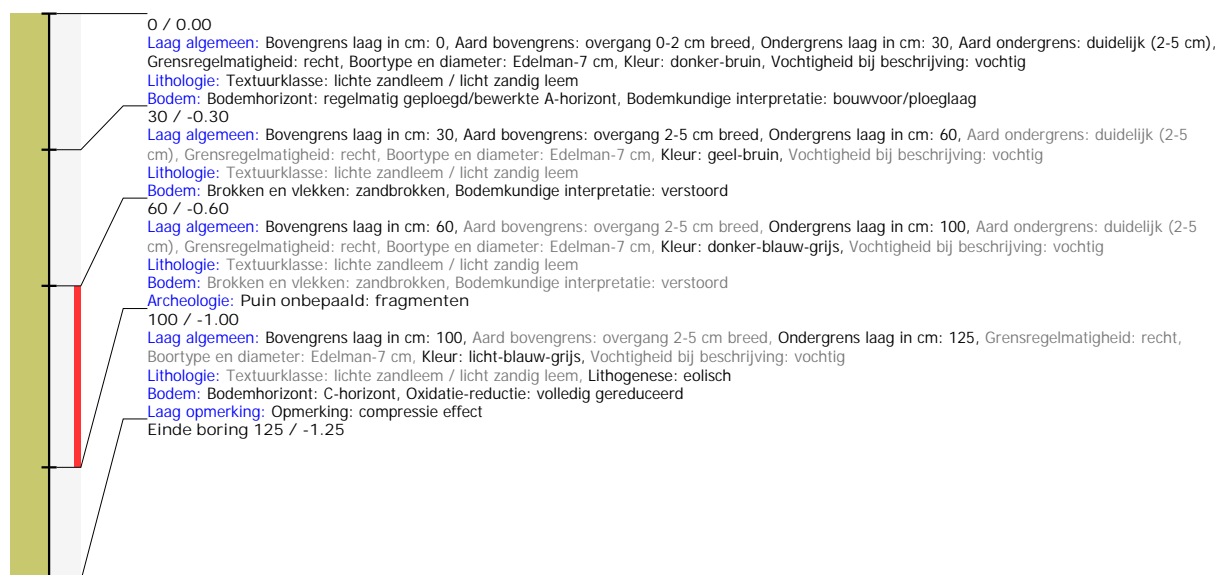 0 / 0.00
Laag algemeen: Bovengrens laag in cm: 0, Aard bovengrens: overgang 0-2 cm breed, Ondergrens laag in cm: 30, Aard ondergrens: duidelijk (2-5 cm),
Grensregelmatigheid: recht, Boortype en diameter: Edelman-7 cm, Kleur: donker-bruin, Vochtigheid bij beschrijving: vochtig
Lithologie: Textuurklasse: lichte zandleem / licht zandig leem
Bodem: Bodemhorizont: regelmatig geploegd/bewerkte A-horizont, Bodemkundige interpretatie: bouwvoor/ploeglaag
30 / -0.30
Laag algemeen: Bovengrens laag in cm: 30, Aard bovengrens: overgang 2-5 cm breed, Ondergrens laag in cm: 60, Aard ondergrens: duidelijk (2-5
cm), Grensregelmatigheid: recht, Boortype en diameter: Edelman-7 cm, Kleur: geel-bruin, Vochtigheid bij beschrijving: vochtig
Lithologie: Textuurklasse: lichte zandleem / licht zandig leem
Bodem: Brokken en vlekken: zandbrokken, Bodemkundige interpretatie: verstoord
60 / -0.60
Laag algemeen: Bovengrens laag in cm: 60, Aard bovengrens: overgang 2-5 cm breed, Ondergrens laag in cm: 100, Aard ondergrens: duidelijk (2-5
cm), Grensregelmatigheid: recht, Boortype en diameter: Edelman-7 cm, Kleur: donker-blauw-grijs, Vochtigheid bij beschrijving: vochtig
Lithologie: Textuurklasse: lichte zandleem / licht zandig leem
Bodem: Brokken en vlekken: zandbrokken, Bodemkundige interpretatie: verstoord
Archeologie: Puin onbepaald: fragmenten
100 / -1.00
Laag algemeen: Bovengrens laag in cm: 100, Aard bovengrens: overgang 2-5 cm breed, Ondergrens laag in cm: 125, Grensregelmatigheid: recht,
Boortype en diameter: Edelman-7 cm, Kleur: licht-blauw-grijs, Vochtigheid bij beschrijving: vochtig
Lithologie: Textuurklasse: lichte zandleem / licht zandig leem, Lithogenese: eolisch
Bodem: Bodemhorizont: C-horizont, Oxidatie-reductie: volledig gereduceerd
Laag opmerking: Opmerking: compressie effect
Einde boring 125 / -1.25